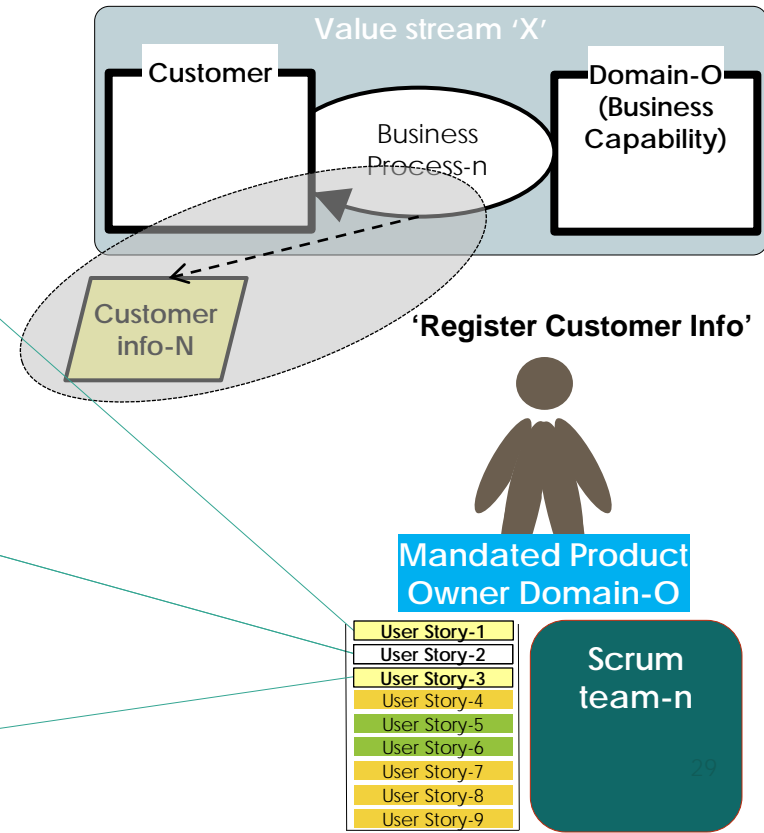 Value stream ‘X’
Customer
Domain-O
(Business
Capability)
Business
Process-n
Customer
info-N
‘Register Customer Info’
Mandated Product
Owner Domain-O
User Story-1
User Story-2
User Story-3
User Story-4
User Story-5
User Story-6
User Story-7
User Story-8
User Story-9
Scrum
team-n
29